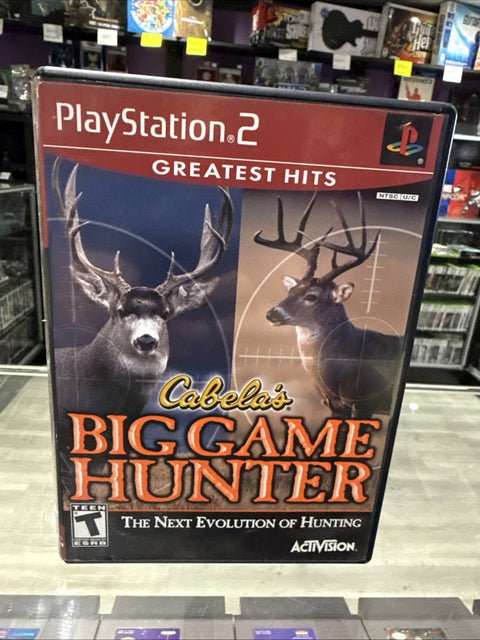 PlayStation®2
GREATEST HITS
NTSC U/C
Cabela's
BIG GAME
HUNTER
THE NEXT EVOLUTION OF HUNTING
TEEN
T
ESRB
ACTIVISION.